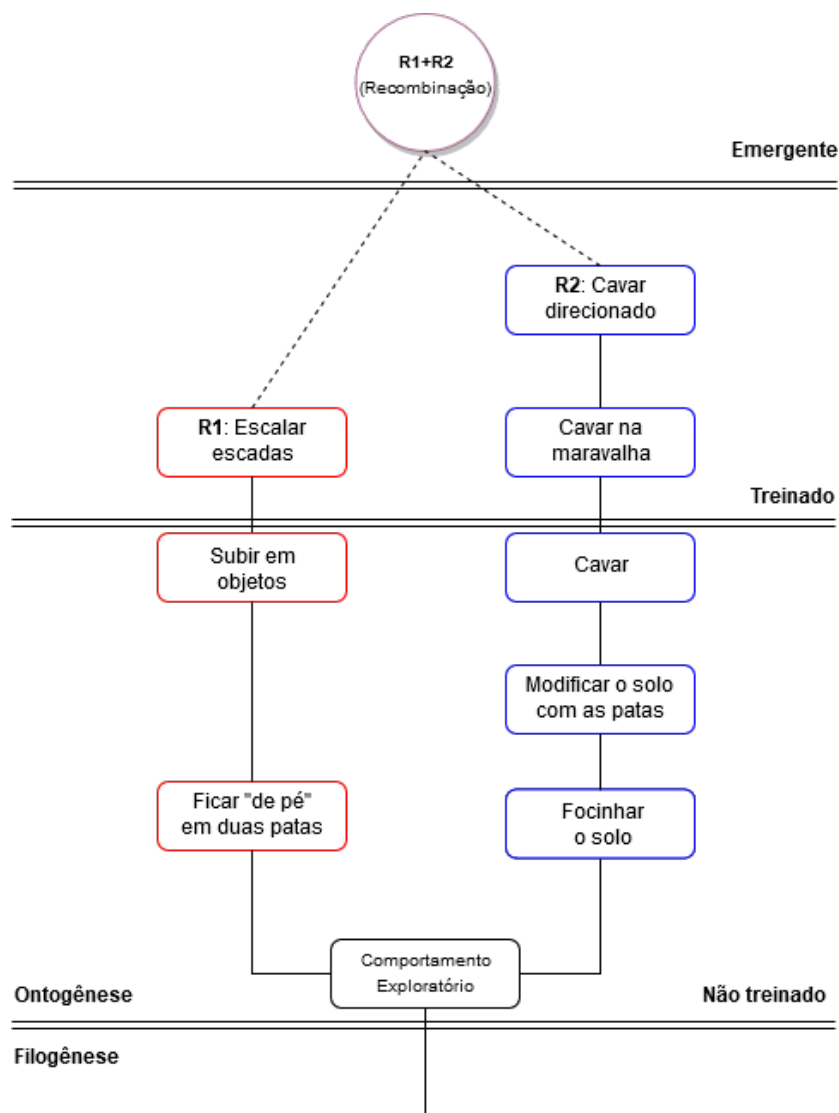 R1+R2
(Recombinação)
Emergente
R2: Cavar
direcionado
R1: Escalar
escadas
Cavar na
maravalha
Treinado
Subir em
objetos
Cavar
Modificar o solo
com as patas
Ficar "de pé"
em duas patas
Focinhar
o solo
Comportamento
Exploratório
Ontogênese
Não treinado
Filogênese